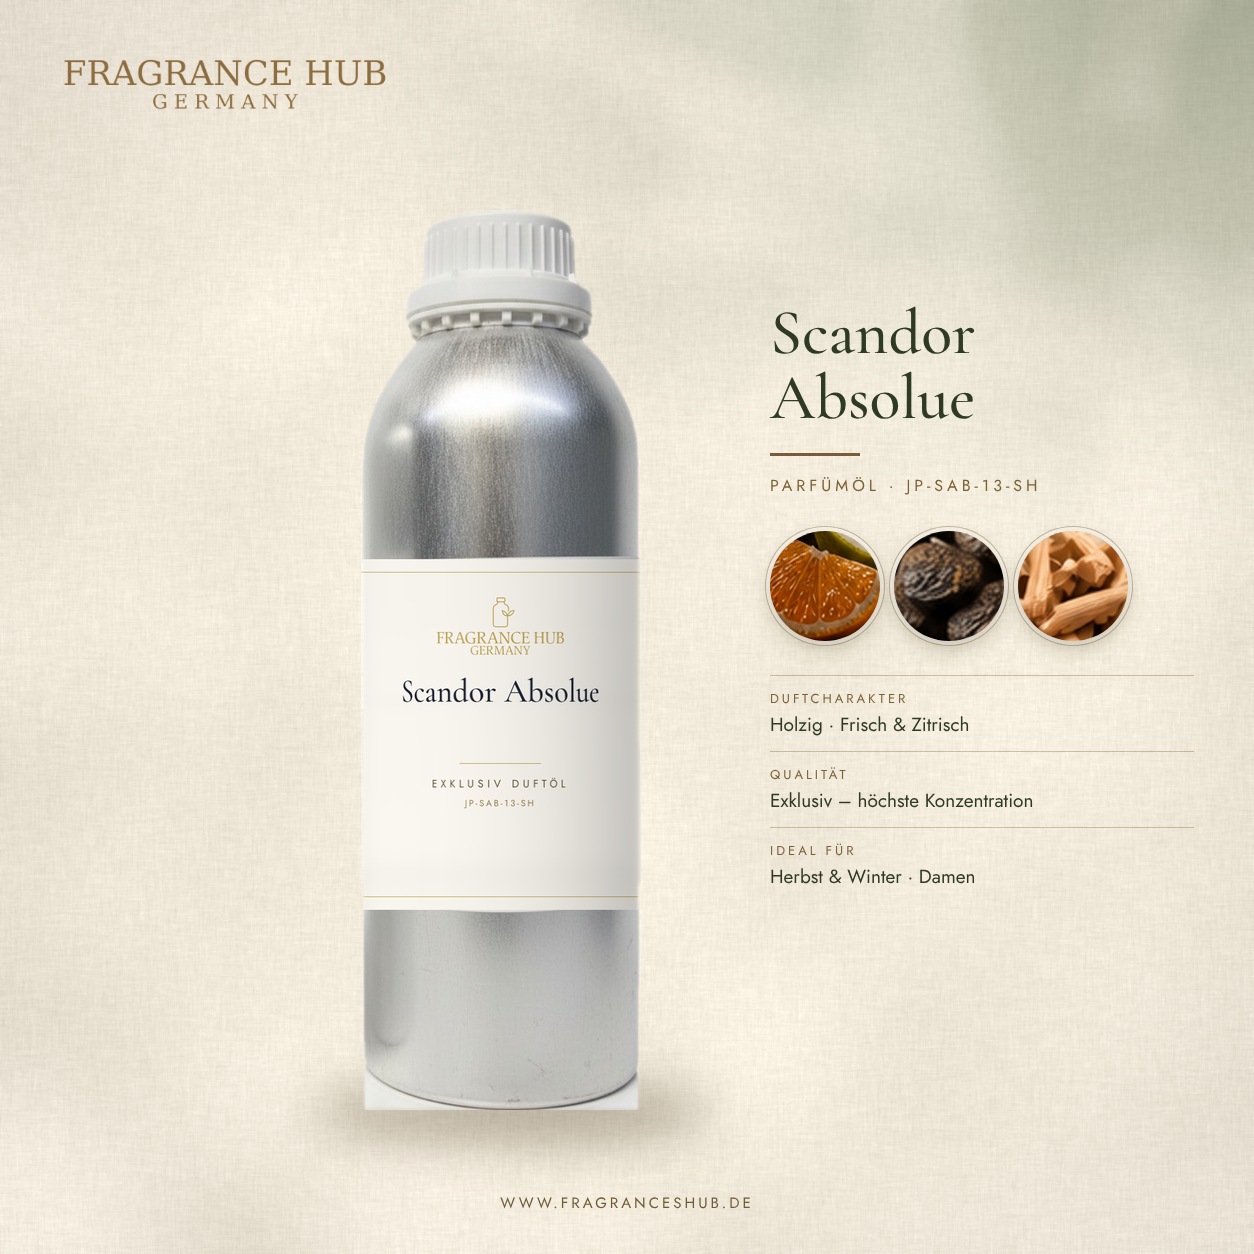 FRAGRANCE HUB
GERMANY
Scandor
Absolue
PARFÜMÖL · JP-SAB-13-SH
DUFTCHARAKTER
Holzig · Frisch & Zitrisch
QUALITÄT
Exklusiv – höchste Konzentration
IDEAL FÜR
Herbst & Winter · Damen
FRAGRANCE HUB
GERMANY
Scandor Absolue
EXKLUSIV DUFTÖL
JP-SAB-13-SH
WWW.FRAGRANCESHUB.DE